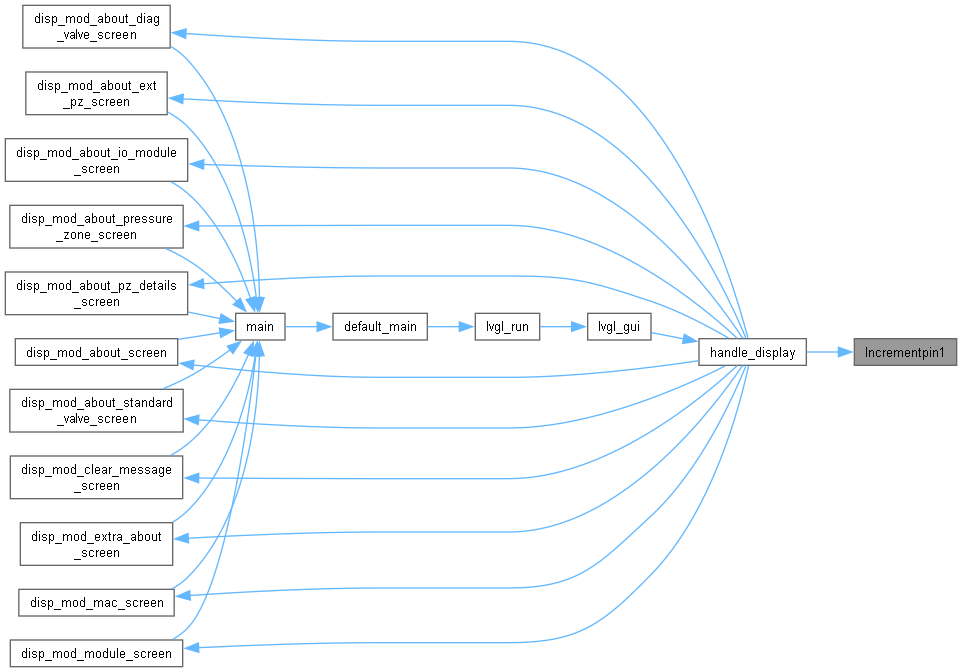 disp_mod_about_diag
_valve_screen
disp_mod_about_ext
_pz_screen
disp_mod_about_io_module
_screen
disp_mod_about_pressure
_zone_screen
disp_mod_about_pz_details
_screen
disp_mod_about_screen
disp_mod_about_standard
_valve_screen
disp_mod_clear_message
_screen
disp_mod_extra_about
_screen
disp_mod_mac_screen
disp_mod_module_screen
main
default_main
lvgl_run
lvgl_gui
handle_display
Incrementpin1